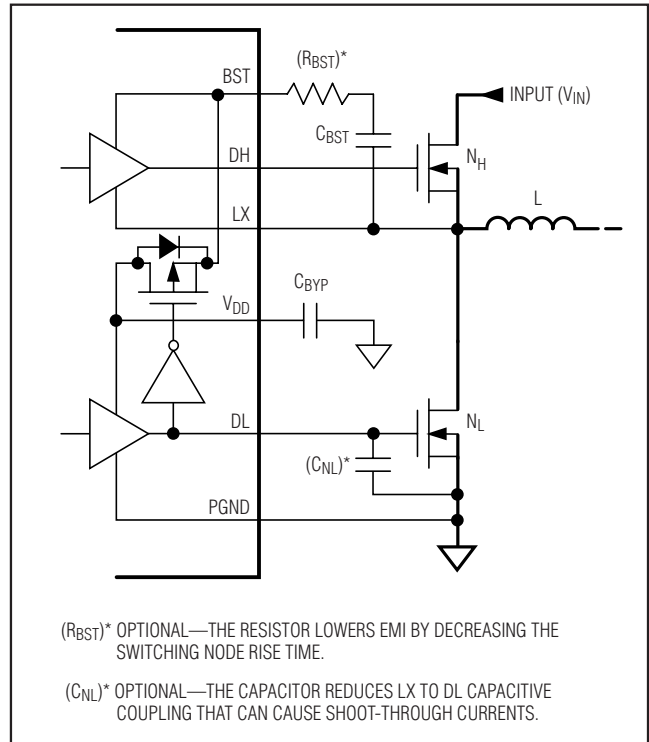 (RBST)*
BST
INPUT (VIN)
CBST
DH
NH
L
LX
CBYP
VDD
DL
NL
(CNL)*
PGND
(RBST)* OPTIONAL—THE RESISTOR LOWERS EMI BY DECREASING THE
SWITCHING NODE RISE TIME.
(CNL)* OPTIONAL—THE CAPACITOR REDUCES LX TO DL CAPACITIVE
COUPLING THAT CAN CAUSE SHOOT-THROUGH CURRENTS.